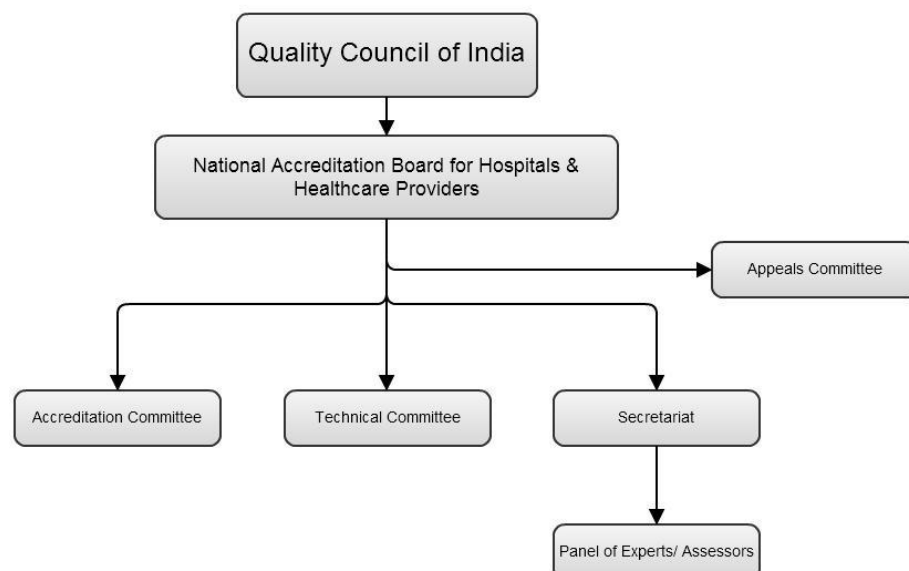 Quality Council of India
National Accreditation Board for Hospitals &
Healthcare Providers
Appeals Committee
Accreditation Committee
Technical Committee
Secretariat
Panel of Experts/ Assessors